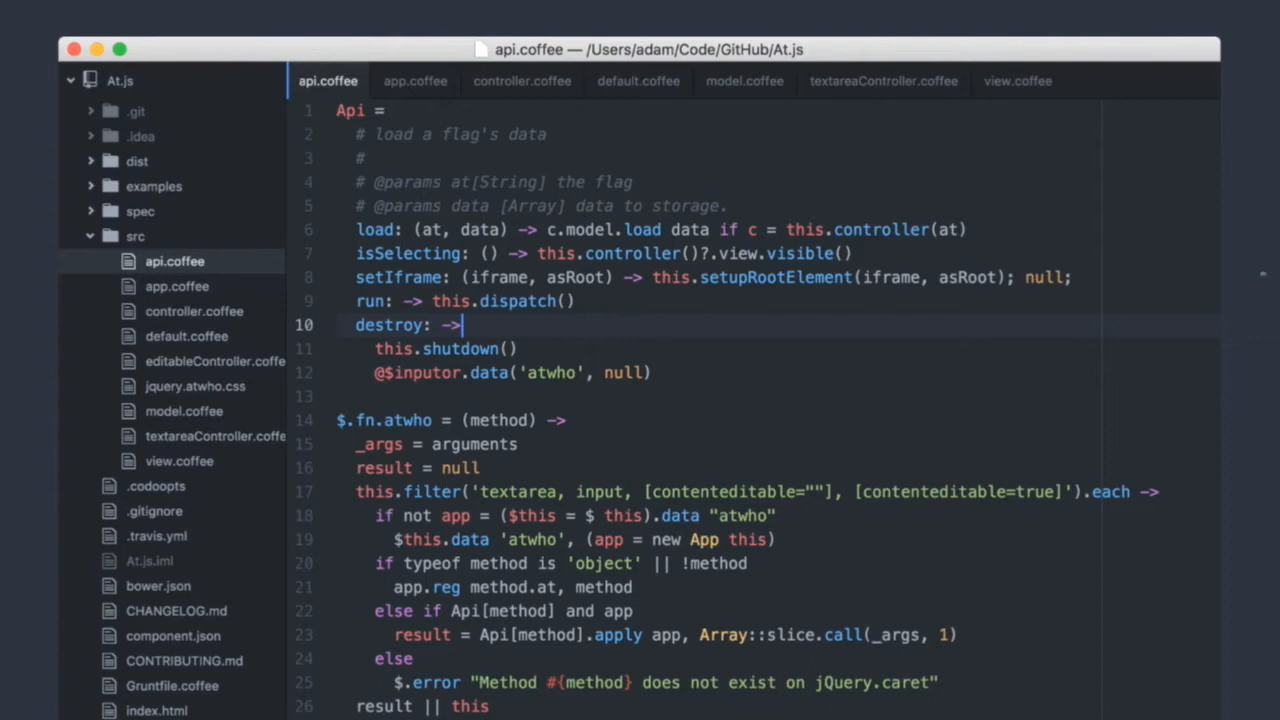 api.coffee — /Users/adam/Code/GitHub/At.js
At.js
.git
.idea
dist
examples
spec
src
api.coffee
app.coffee
controller.coffee
default.coffee
editableController.coffe
jquery.atwho.css
model.coffee
textareaController.coffe
view.coffee
.codoopts
.gitignore
.travis.yml
At.js.iml
bower.json
CHANGELOG.md
component.json
CONTRIBUTING.md
Gruntfile.coffee
index.html
api.coffee app.coffee controller.coffee default.coffee model.coffee textareaController.coffee view.coffee
1 Api =
2 # load a flag's data
3 #
4 # @params at[String] the flag
5 # @params data [Array] data to storage.
6 load: (at, data) -> c.model.load data if c = this.controller(at)
7 isSelecting: () -> this.controller()?.view.visible()
8 setIframe: (iframe, asRoot) -> this.setupRootElement(iframe, asRoot); null;
9 run: -> this.dispatch()
10 destroy: ->
11 this.shutdown()
12 @$inputor.data('atwho', null)
13
14 $.fn.atwho = (method) ->
15 _args = arguments
16 result = null
17 this.filter('textarea, input, [contenteditable=""], [contenteditable=true]').each ->
18 if not app = ($this = $ this).data "atwho"
19 $this.data 'atwho', (app = new App this)
20 if typeof method is 'object' || !method
21 app.reg method.at, method
22 else if Api[method] and app
23 result = Api[method].apply app, Array::slice.call(_args, 1)
24 else
25 $.error "Method #{method} does not exist on jQuery.caret"
26 result || this